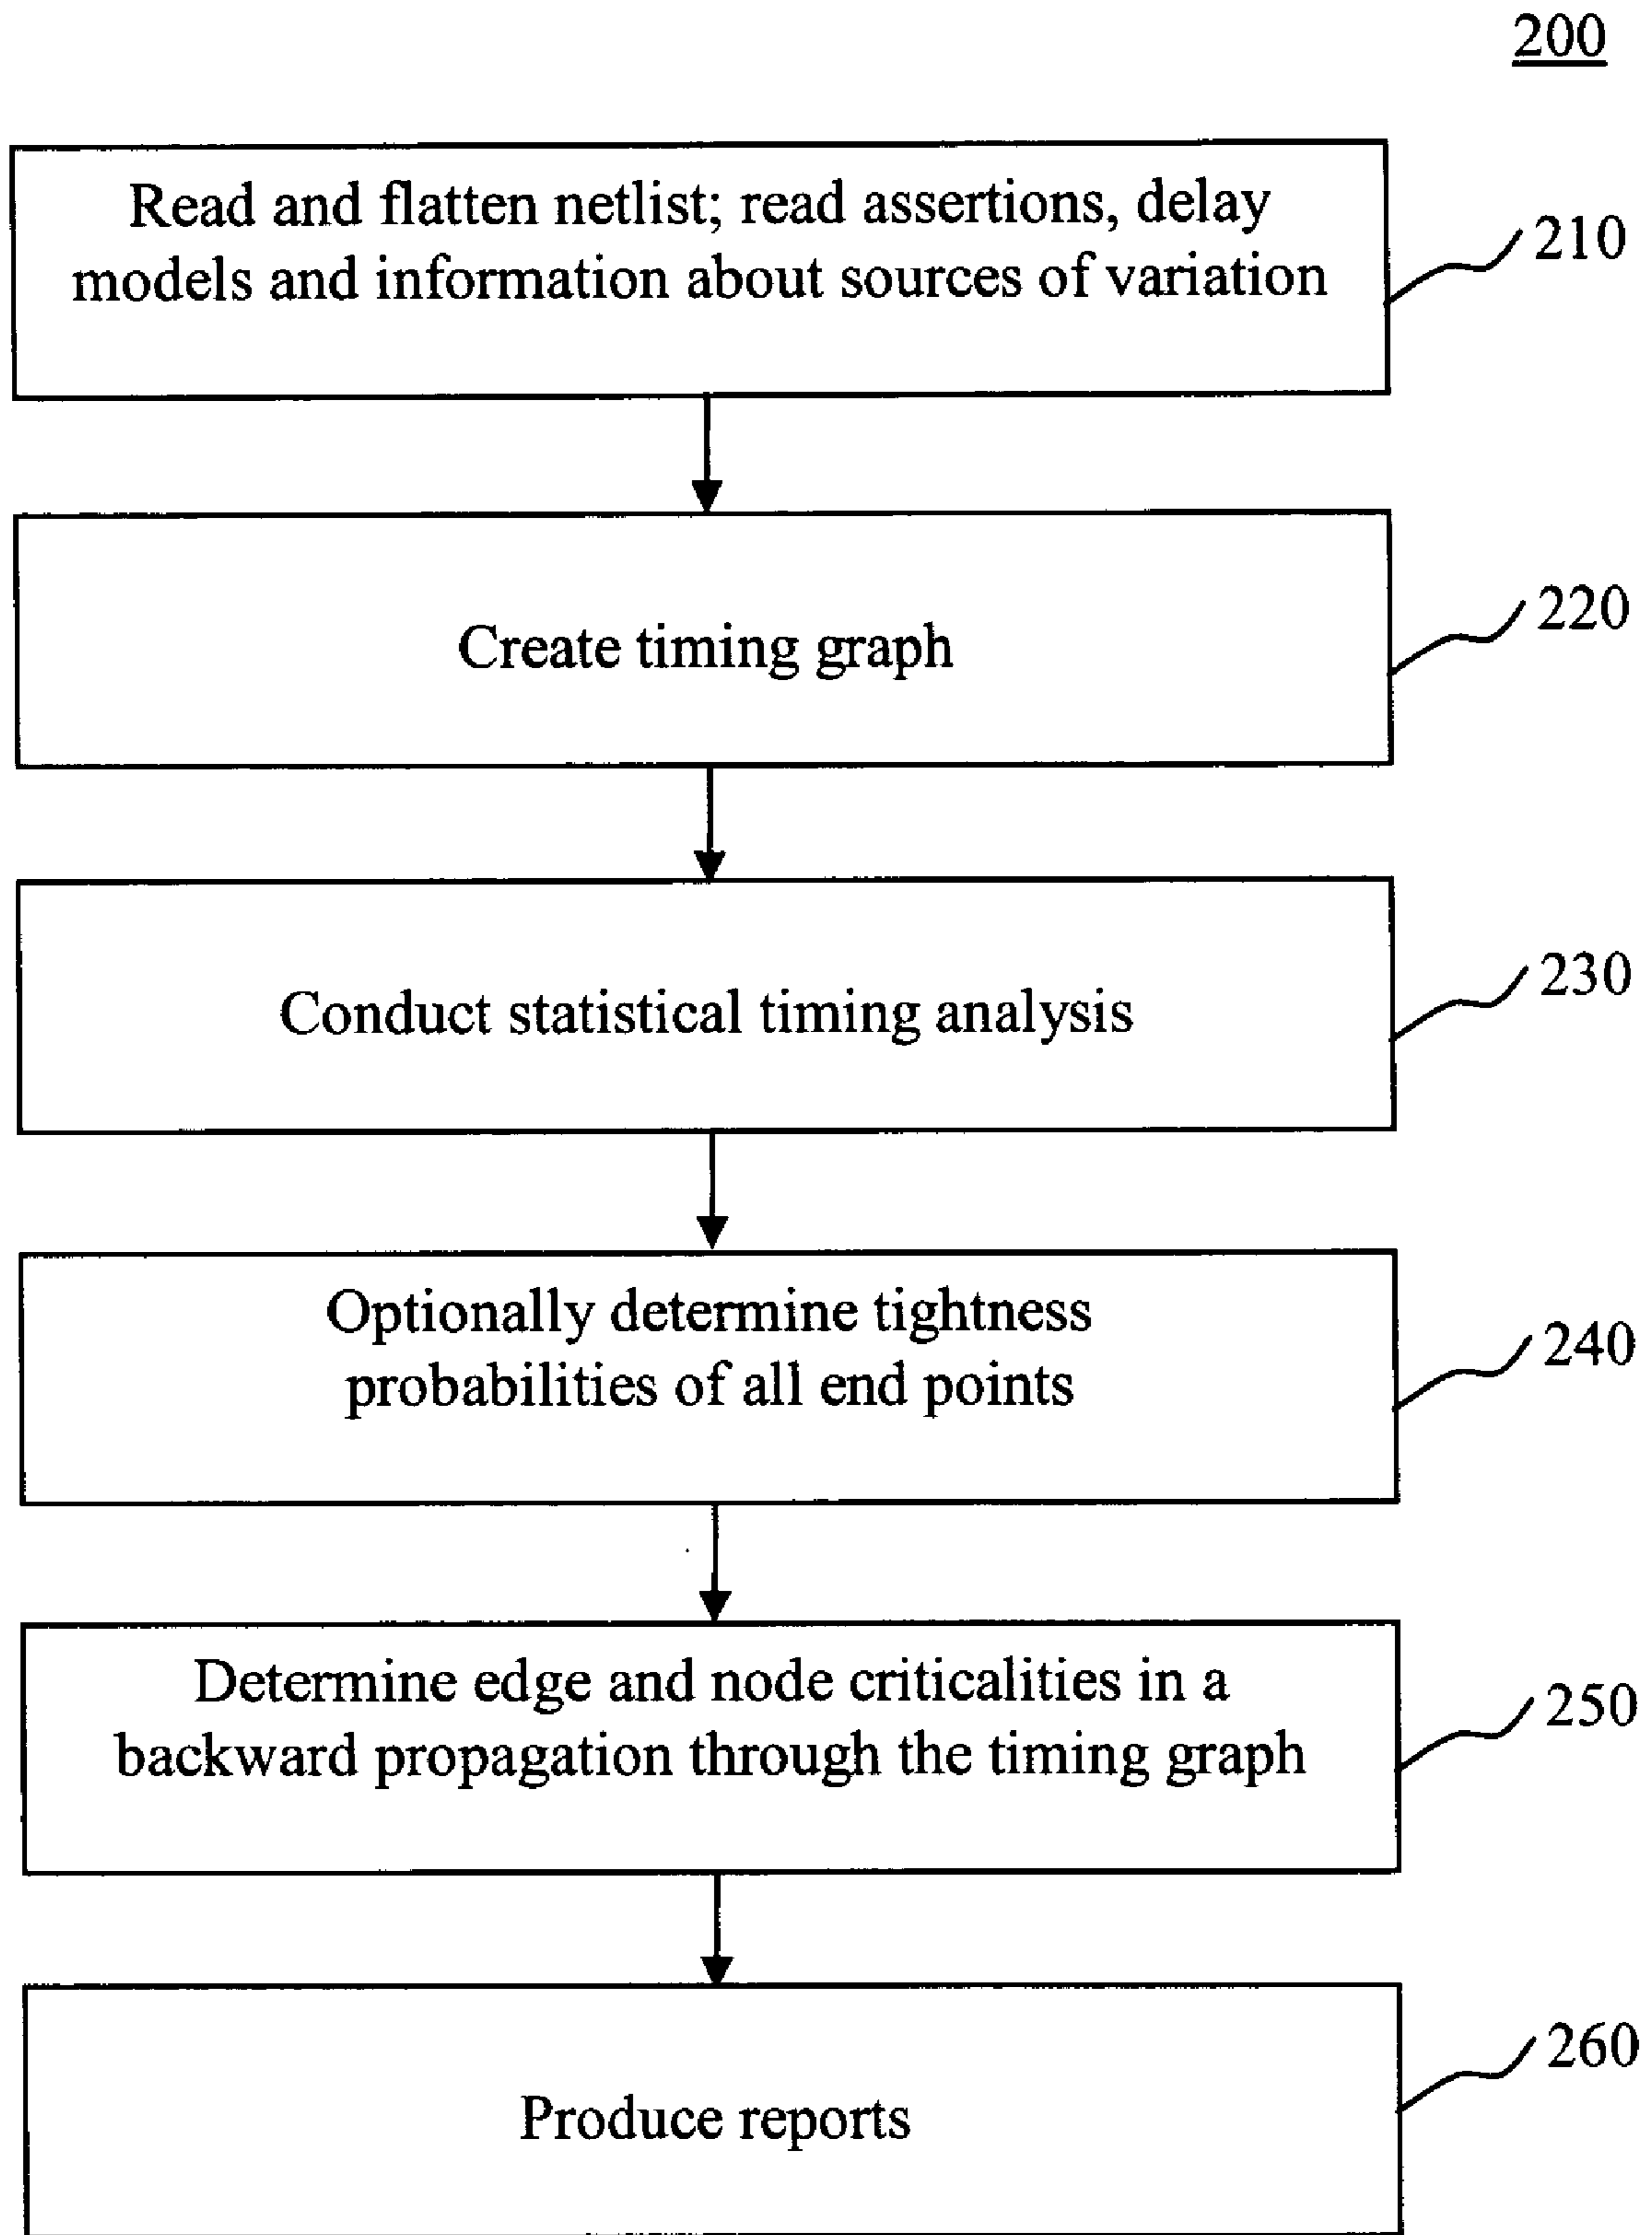 200
Read and flatten netlist; read assertions, delay
models and information about sources of variation
210
Create timing graph
220
Conduct statistical timing analysis
230
Optionally determine tightness
probabilities of all end points
240
Determine edge and node criticalities in a
backward propagation through the timing graph
250
Produce reports
260